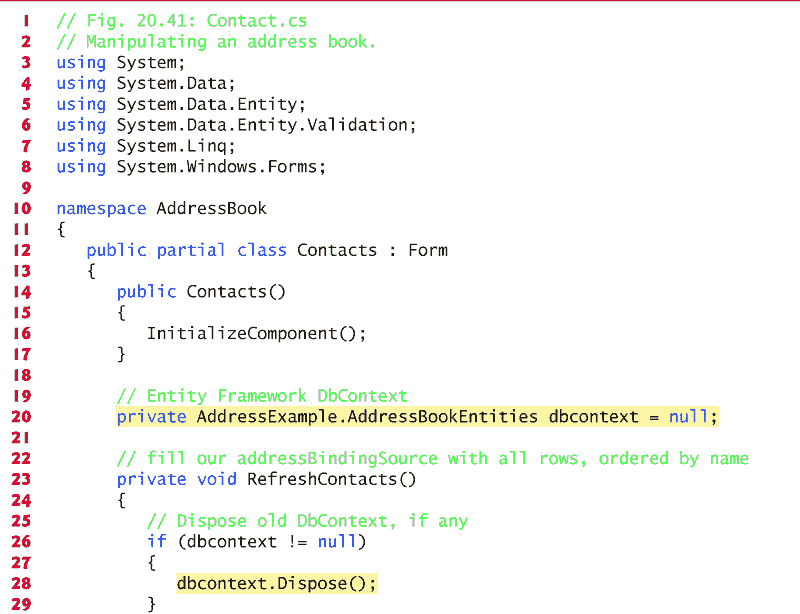 1 // Fig. 20.41: Contact.cs
2 // Manipulating an address book.
3 using System;
4 using System.Data;
5 using System.Data.Entity;
6 using System.Data.Entity.Validation;
7 using System.Linq;
8 using System.Windows.Forms;
9
10 namespace AddressBook
11 {
12 public partial class Contacts : Form
13 {
14 public Contacts()
15 {
16 InitializeComponent();
17 }
18
19 // Entity Framework DbContext
20 private AddressExample.AddressBookEntities dbcontext = null;
21
22 // fill our addressBindingSource with all rows, ordered by name
23 private void RefreshContacts()
24 {
25 // Dispose old DbContext, if any
26 if (dbcontext != null)
27 {
28 dbcontext.Dispose();
29 }